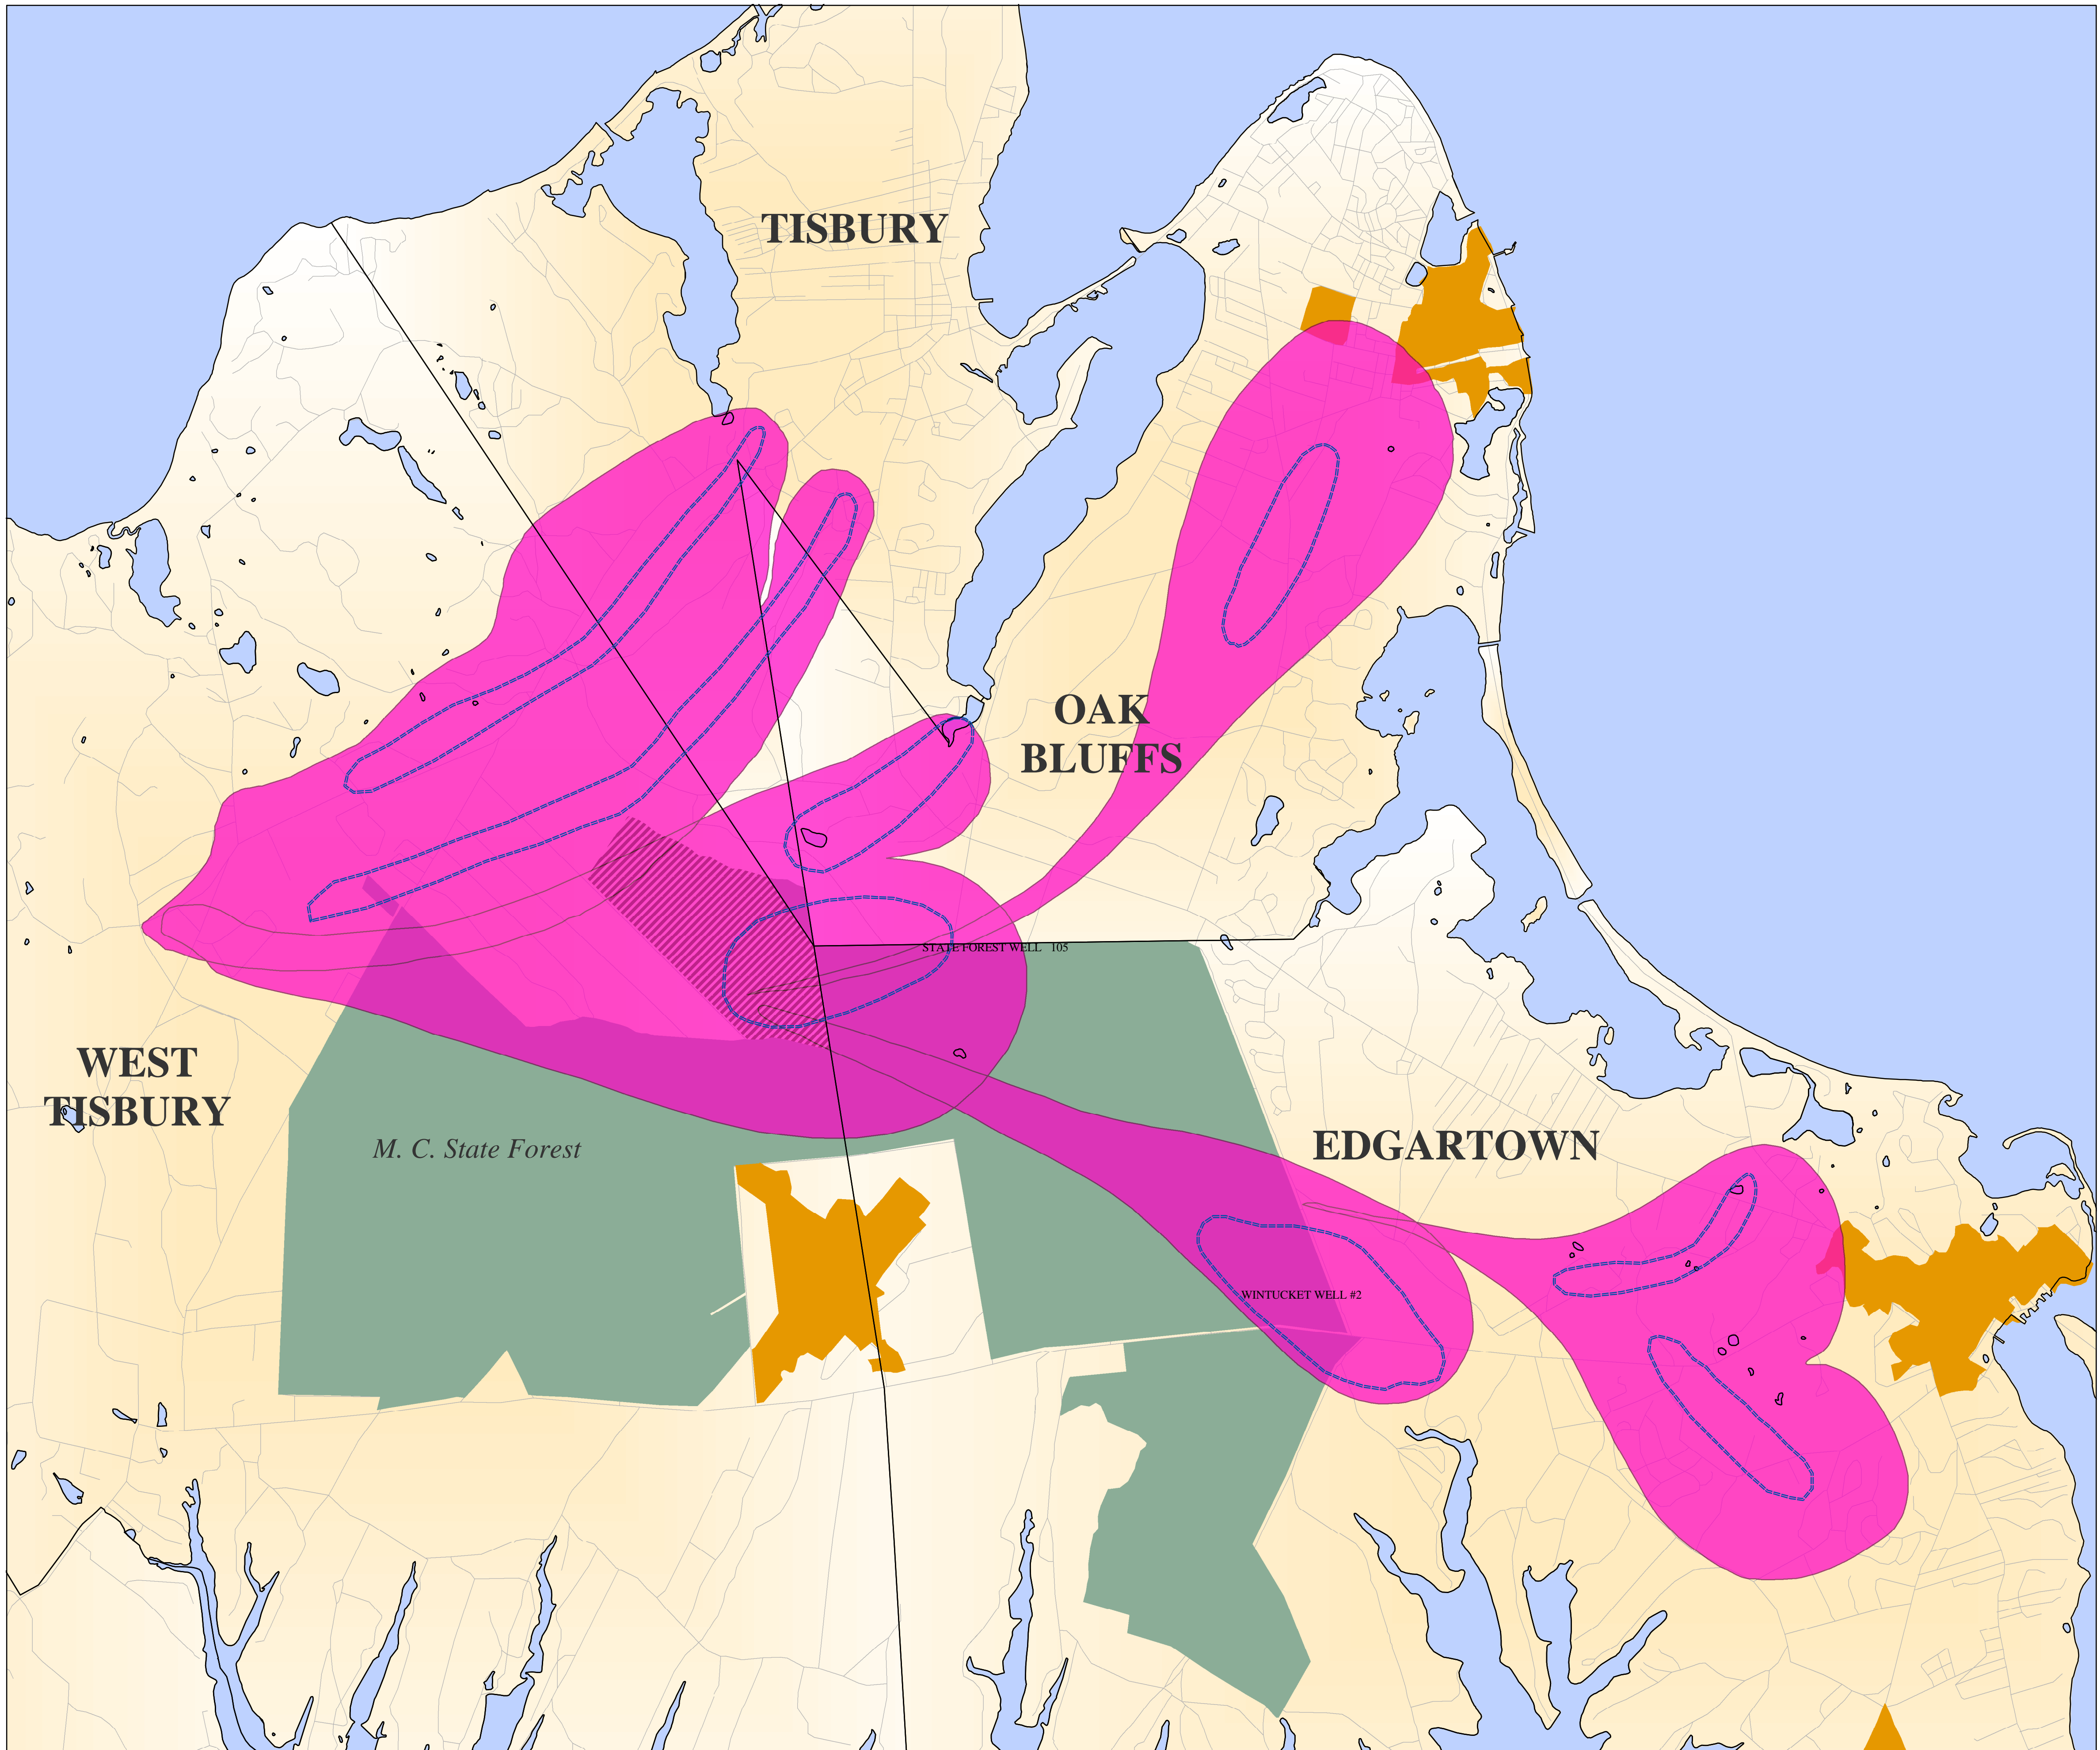 TISBURY
OAK
BLUFFS
STATE FOREST WELL 105
WEST
TISBURY
M. C. State Forest
EDGARTOWN
WINTUCKET WELL #2